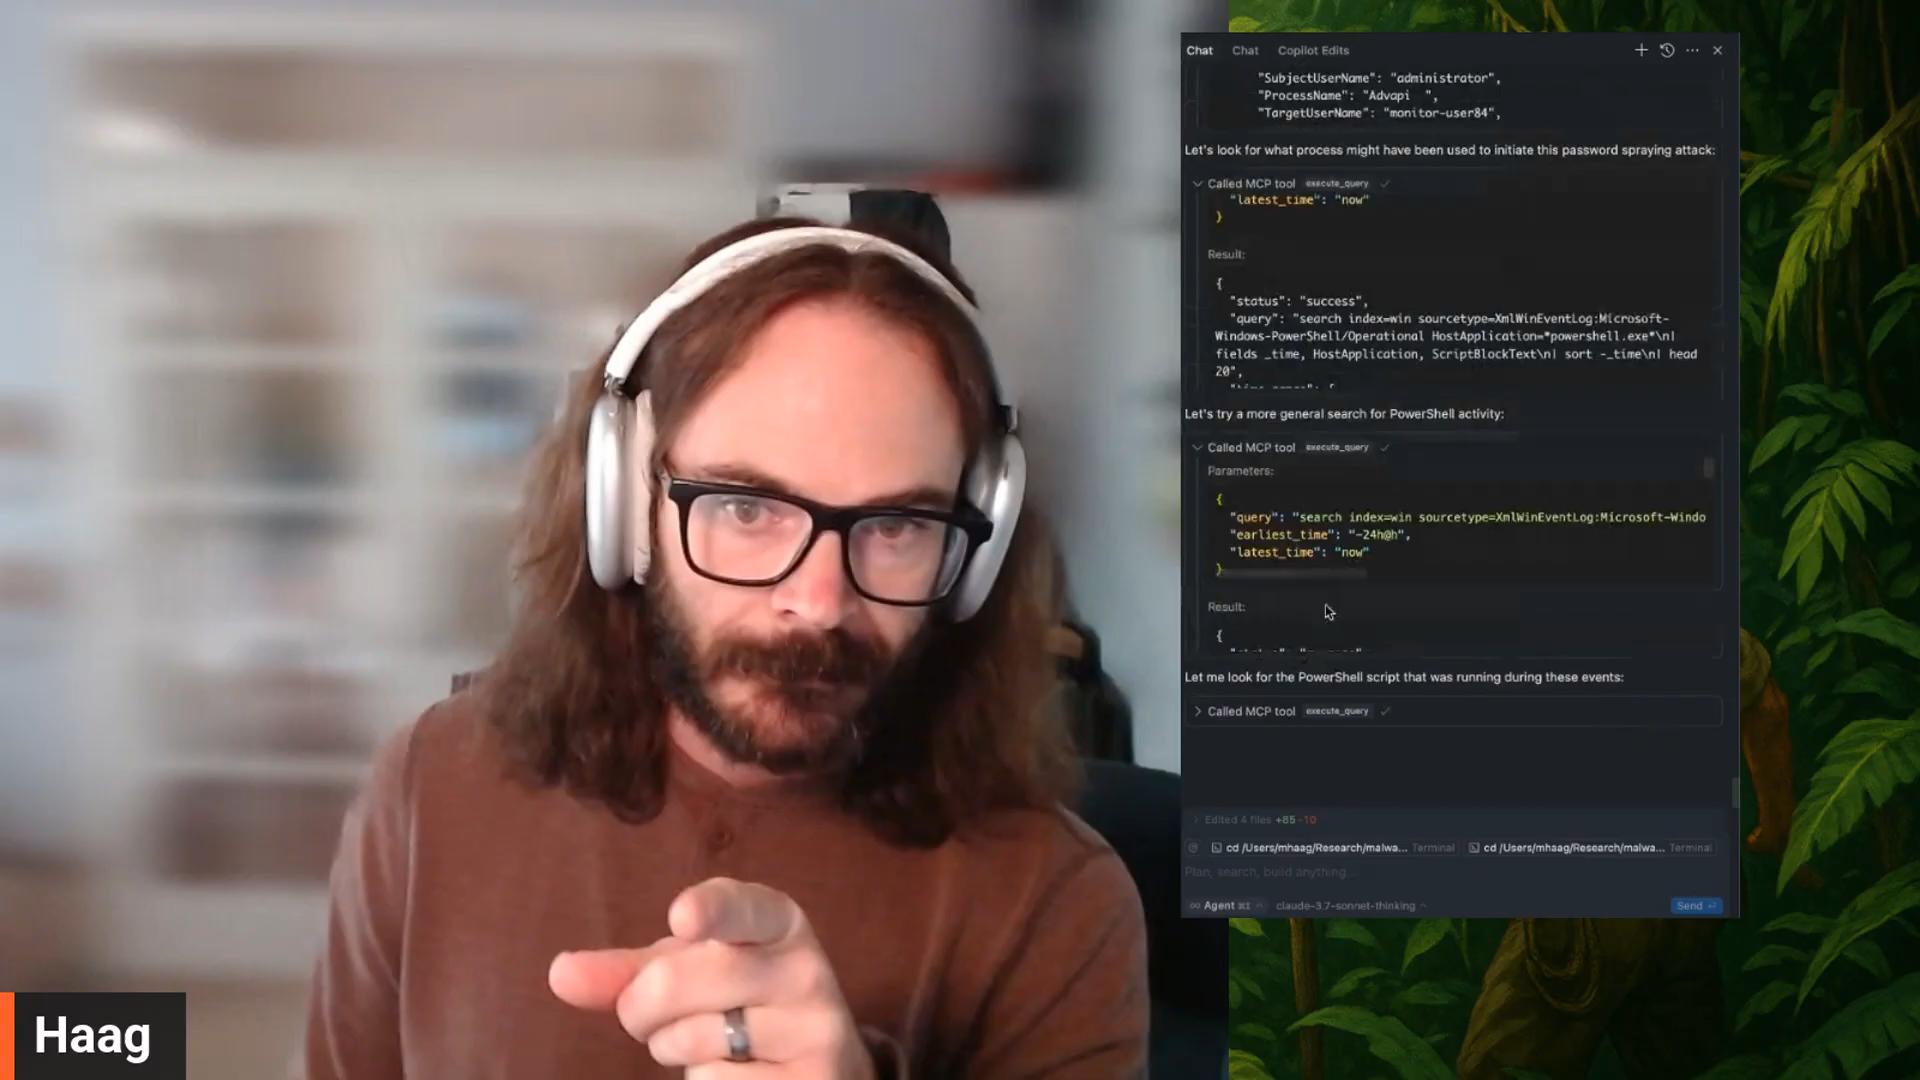 Chat Chat Copilot Edits
"SubjectUserName": "administrator",
"ProcessName": "Advapi  ",
"TargetUserName": "monitor-user84",
Let's look for what process might have been used to initiate this password spraying attack:
Called MCP tool execute_query
"latest_time": "now"
}
Result:
{
"status": "success",
"query": "search index=win sourcetype=XmlWinEventLog:Microsoft-
Windows-PowerShell/Operational HostApplication=*powershell.exe*\n|
fields _time, HostApplication, ScriptBlockText\n| sort -_time\n| head
20",
Let's try a more general search for PowerShell activity:
Called MCP tool execute_query
Parameters:
{
"query": "search index=win sourcetype=XmlWinEventLog:Microsoft-Windo
"earliest_time": "-24h@h",
"latest_time": "now"
}
Result:
{
Let me look for the PowerShell script that was running during these events:
Called MCP tool execute_query
Edited 4 files +85 -10
cd /Users/mhaag/Research/malwa... Terminal cd /Users/mhaag/Research/malwa... Terminal
Plan, search, build anything...
Agent ⌘I claude-3.7-sonnet-thinking Send
Haag